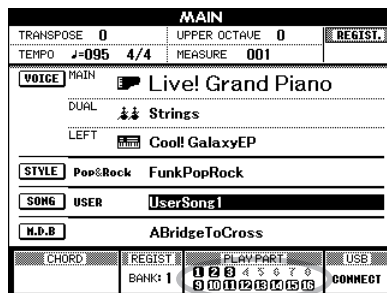 MAIN
TRANSPOSE 0 UPPER OCTAVE 0 REGIST.
TEMPO ♩=095 4/4 MEASURE 001
VOICE MAIN Live! Grand Piano
DUAL Strings
LEFT Cool! GalaxyEP
STYLE Pop&Rock FunkPopRock
SONG USER UserSong1
M.D.B ABridgeToCross
CHORD REGIST PLAY PART USB
BANK: 1 1 2 3 4 5 6 7 8 CONNECT
9 10 11 12 13 14 15 16